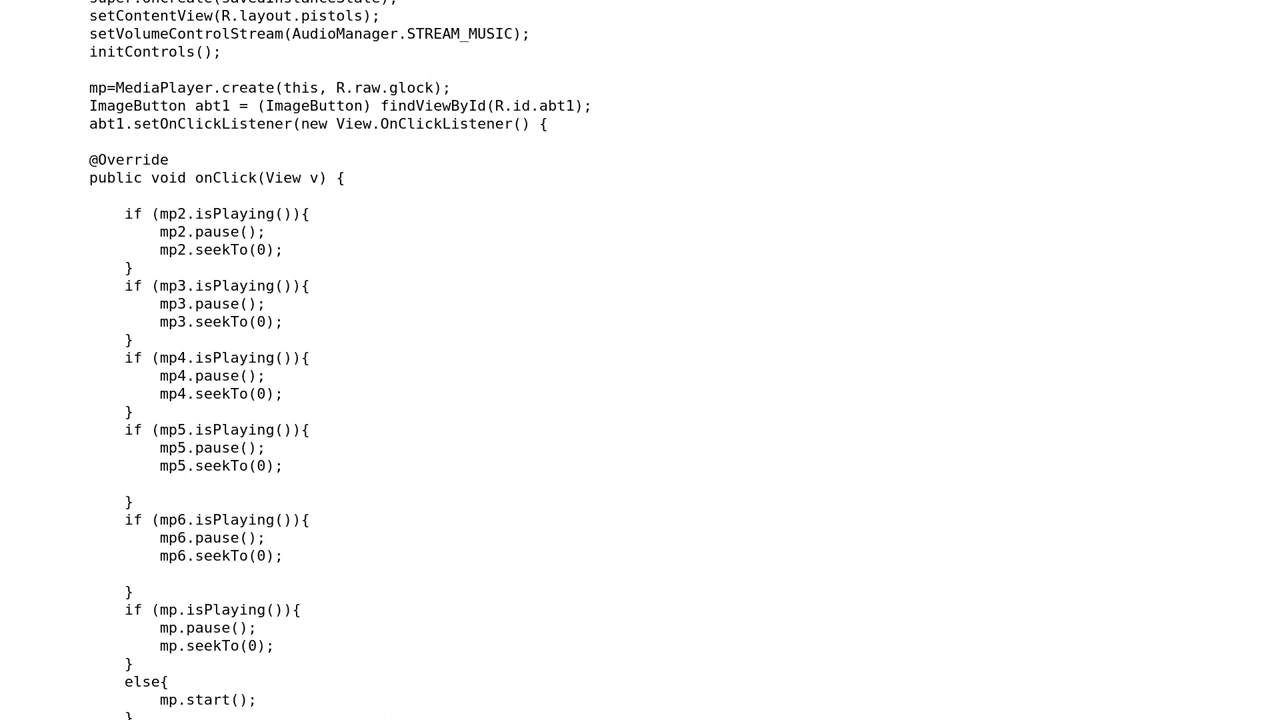 super.onCreate(savedInstanceState);
setContentView(R.layout.pistols);
setVolumeControlStream(AudioManager.STREAM_MUSIC);
initControls();
mp=MediaPlayer.create(this, R.raw.glock);
ImageButton abt1 = (ImageButton) findViewById(R.id.abt1);
abt1.setOnClickListener(new View.OnClickListener() {
@Override
public void onClick(View v) {
if (mp2.isPlaying()){
mp2.pause();
mp2.seekTo(0);
}
if (mp3.isPlaying()){
mp3.pause();
mp3.seekTo(0);
}
if (mp4.isPlaying()){
mp4.pause();
mp4.seekTo(0);
}
if (mp5.isPlaying()){
mp5.pause();
mp5.seekTo(0);
}
if (mp6.isPlaying()){
mp6.pause();
mp6.seekTo(0);
}
if (mp.isPlaying()){
mp.pause();
mp.seekTo(0);
}
else{
mp.start();
}